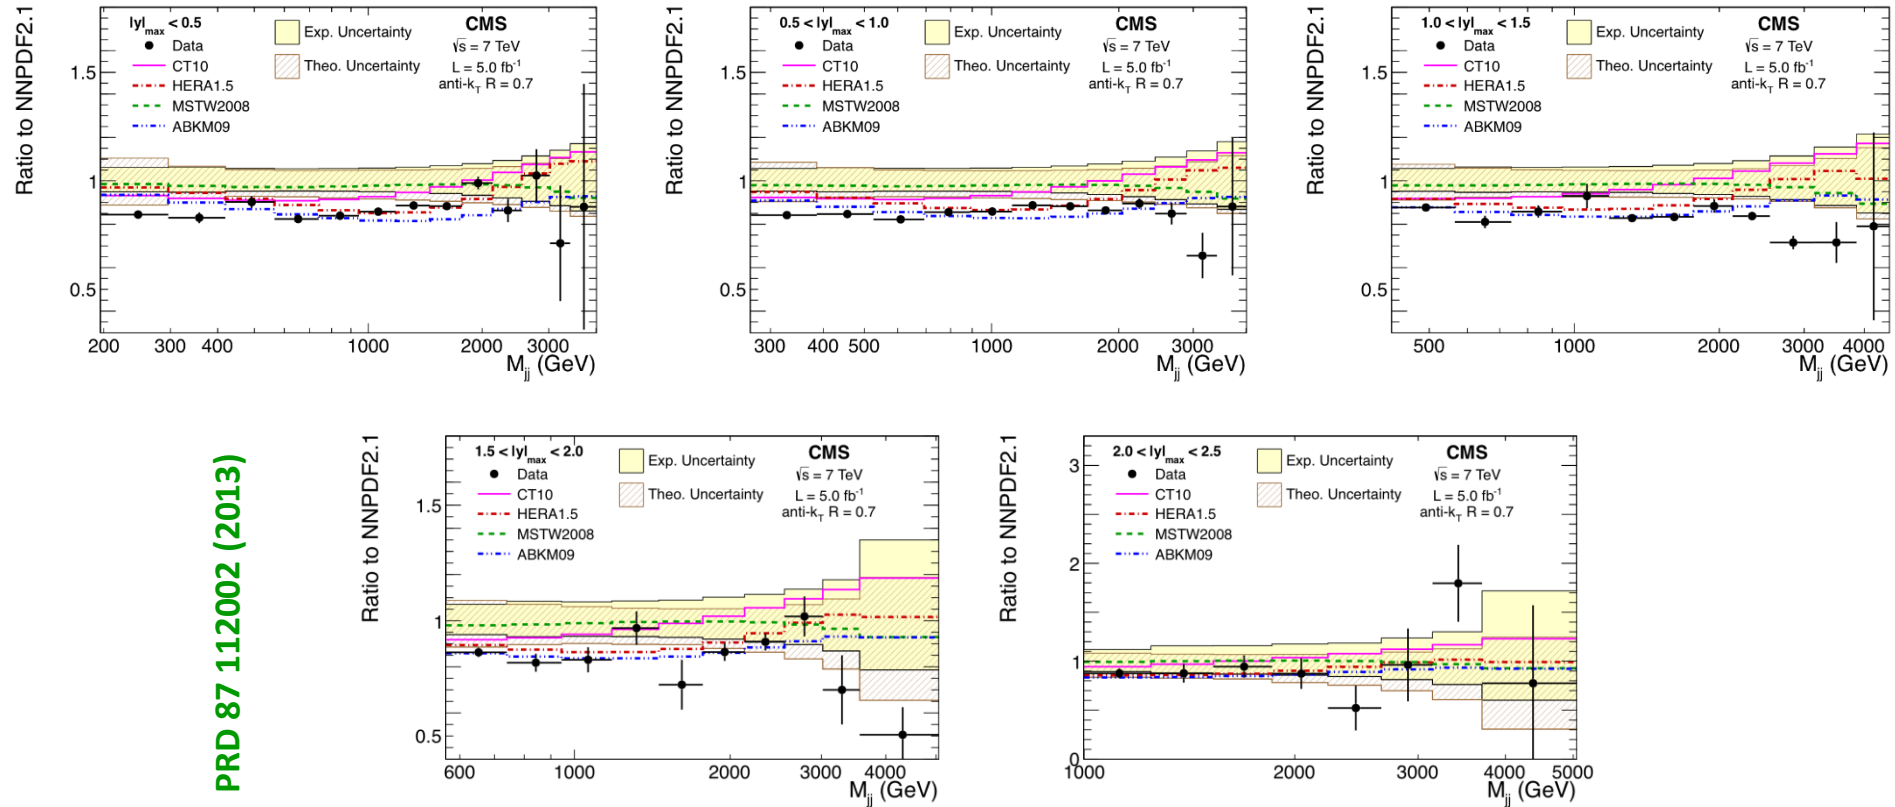 Ratio to NNPDF2.1
|y|max < 0.5
Data
CT10
HERA1.5
MSTW2008
ABKM09
Exp. Uncertainty
Theo. Uncertainty
CMS
√s = 7 TeV
L = 5.0 fb⁻¹
anti-kT R = 0.7
1.5
1
0.5
200 300 400 1000 2000 3000
Mjj (GeV)
Ratio to NNPDF2.1
0.5 < |y|max < 1.0
Data
CT10
HERA1.5
MSTW2008
ABKM09
Exp. Uncertainty
Theo. Uncertainty
CMS
√s = 7 TeV
L = 5.0 fb⁻¹
anti-kT R = 0.7
1.5
1
0.5
300 400 500 1000 2000 3000
Mjj (GeV)
Ratio to NNPDF2.1
1.0 < |y|max < 1.5
Data
CT10
HERA1.5
MSTW2008
ABKM09
Exp. Uncertainty
Theo. Uncertainty
CMS
√s = 7 TeV
L = 5.0 fb⁻¹
anti-kT R = 0.7
1.5
1
0.5
500 1000 2000 3000 4000
Mjj (GeV)
PRD 87 112002 (2013)
Ratio to NNPDF2.1
1.5 < |y|max < 2.0
Data
CT10
HERA1.5
MSTW2008
ABKM09
Exp. Uncertainty
Theo. Uncertainty
CMS
√s = 7 TeV
L = 5.0 fb⁻¹
anti-kT R = 0.7
1.5
1
0.5
600 1000 2000 3000 4000
Mjj (GeV)
Ratio to NNPDF2.1
2.0 < |y|max < 2.5
Data
CT10
HERA1.5
MSTW2008
ABKM09
Exp. Uncertainty
Theo. Uncertainty
CMS
√s = 7 TeV
L = 5.0 fb⁻¹
anti-kT R = 0.7
3
2
1
0
1000 2000 3000 4000 5000
Mjj (GeV)